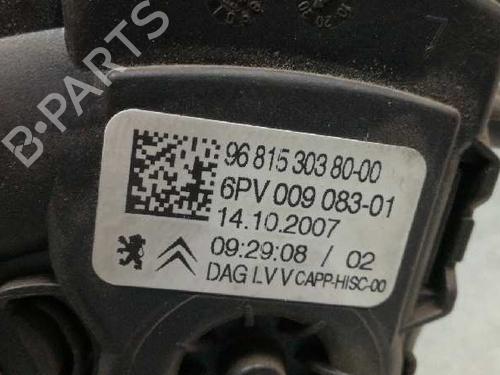 96 815 303 80-00
6PV 009 083-01
14.10.2007
09:29:08 / 02
DAG LV V CAPP-HISC-00
B-PARTS